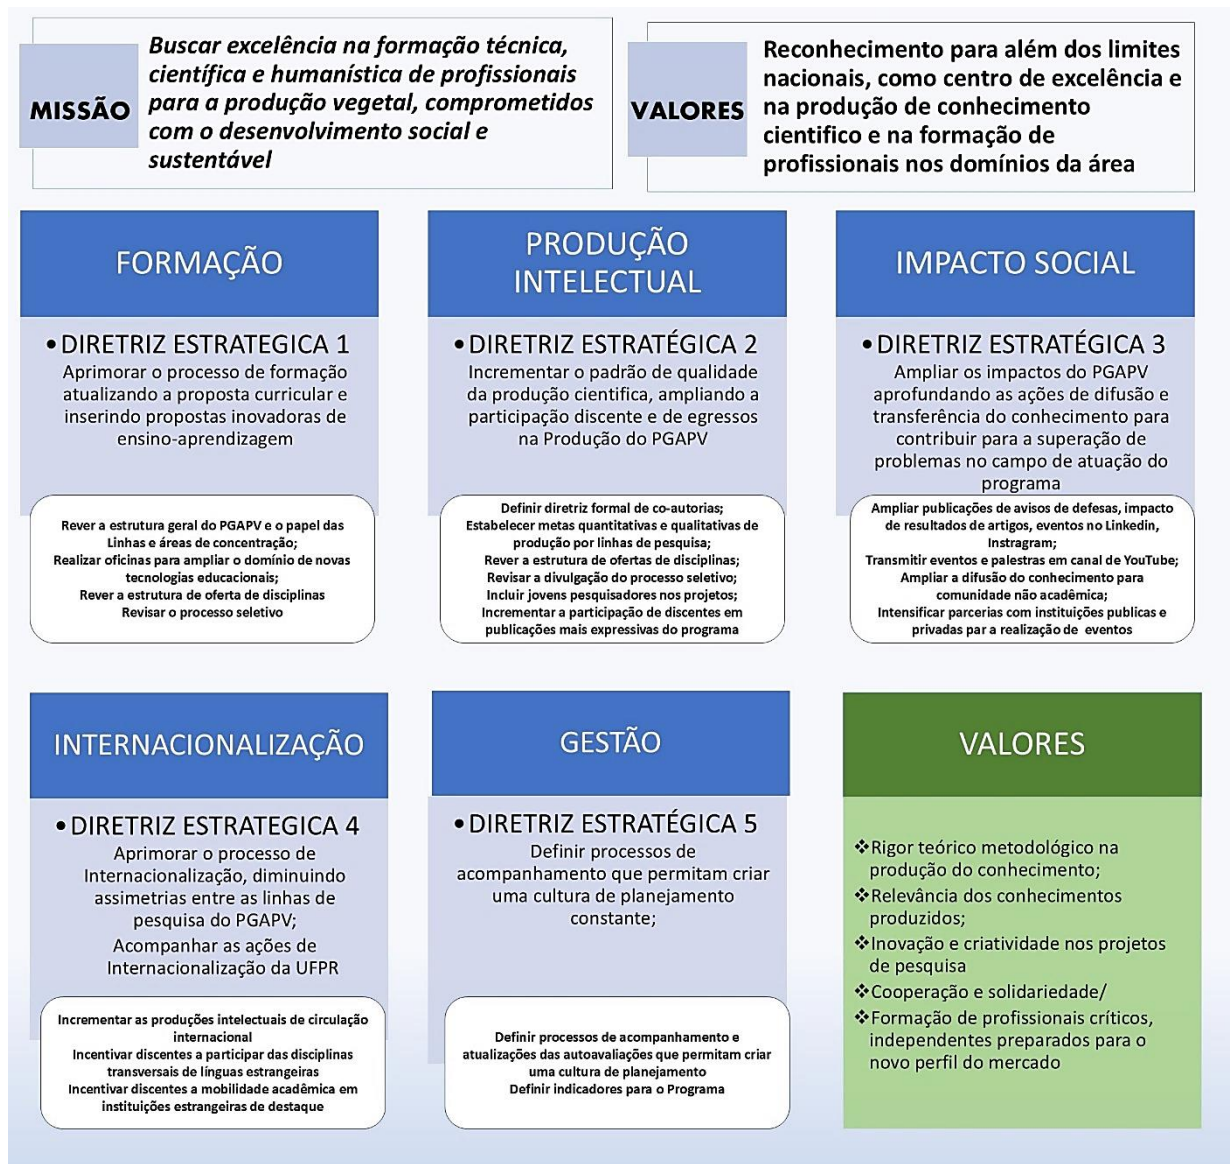 MISSÃO
Buscar excelência na formação técnica,
científica e humanística de profissionais
para a produção vegetal, comprometidos
com o desenvolvimento social e
sustentável
VALORES
Reconhecimento para além dos limites
nacionais, como centro de excelência e
na produção de conhecimento
cientifico e na formação de
profissionais nos domínios da área
FORMAÇÃO
•DIRETRIZ ESTRATEGICA 1
Aprimorar o processo de formação
atualizando a proposta curricular e
inserindo propostas inovadoras de
ensino-aprendizagem
Rever a estrutura geral do PGAPV e o papel das
Linhas e áreas de concentração;
Realizar oficinas para ampliar o domínio de novas
tecnologias educacionais;
Rever a estrutura de oferta de disciplinas
Revisar o processo seletivo
PRODUÇÃO
INTELECTUAL
•DIRETRIZ ESTRATÉGICA 2
Incrementar o padrão de qualidade
da produção cientifica, ampliando a
participação discente e de egressos
na Produção do PGAPV
Definir diretriz formal de co-autorias;
Estabelecer metas quantitativas e qualitativas de
produção por linhas de pesquisa;
Rever a estrutura de ofertas de disciplinas;
Revisar a divulgação do processo seletivo;
Incluir jovens pesquisadores nos projetos;
Incrementar a participação de discentes em
publicações mais expressivas do programa
IMPACTO SOCIAL
•DIRETRIZ ESTRATÉGICA 3
Ampliar os impactos do PGAPV
aprofundando as ações de difusão e
transferência do conhecimento para
contribuir para a superação de
problemas no campo de atuação do
programa
Ampliar publicações de avisos de defesas, impacto
de resultados de artigos, eventos no Linkedin,
Instragram;
Transmitir eventos e palestras em canal de YouTube;
Ampliar a difusão do conhecimento para
comunidade não acadêmica;
Intensificar parcerias com instituições publicas e
privadas par a realização de eventos
INTERNACIONALIZAÇÃO
•DIRETRIZ ESTRATEGICA 4
Aprimorar o processo de
Internacionalização, diminuindo
assimetrias entre as linhas de
pesquisa do PGAPV;
Acompanhar as ações de
Internacionalização da UFPR
Incrementar as produções intelectuais de circulação
internacional
Incentivar discentes a participar das disciplinas
transversais de línguas estrangeiras
Incentivar discentes a mobilidade acadêmica em
instituições estrangeiras de destaque
GESTÃO
•DIRETRIZ ESTRATÉGICA 5
Definir processos de
acompanhamento que permitam criar
uma cultura de planejamento
constante;
Definir processos de acompanhamento e
atualizações das autoavaliações que permitam criar
uma cultura de planejamento
Definir indicadores para o Programa
VALORES
❖Rigor teórico metodológico na
produção do conhecimento;
❖Relevância dos conhecimentos
produzidos;
❖Inovação e criatividade nos projetos
de pesquisa
❖Cooperação e solidariedade/
❖Formação de profissionais críticos,
independentes preparados para o
novo perfil do mercado